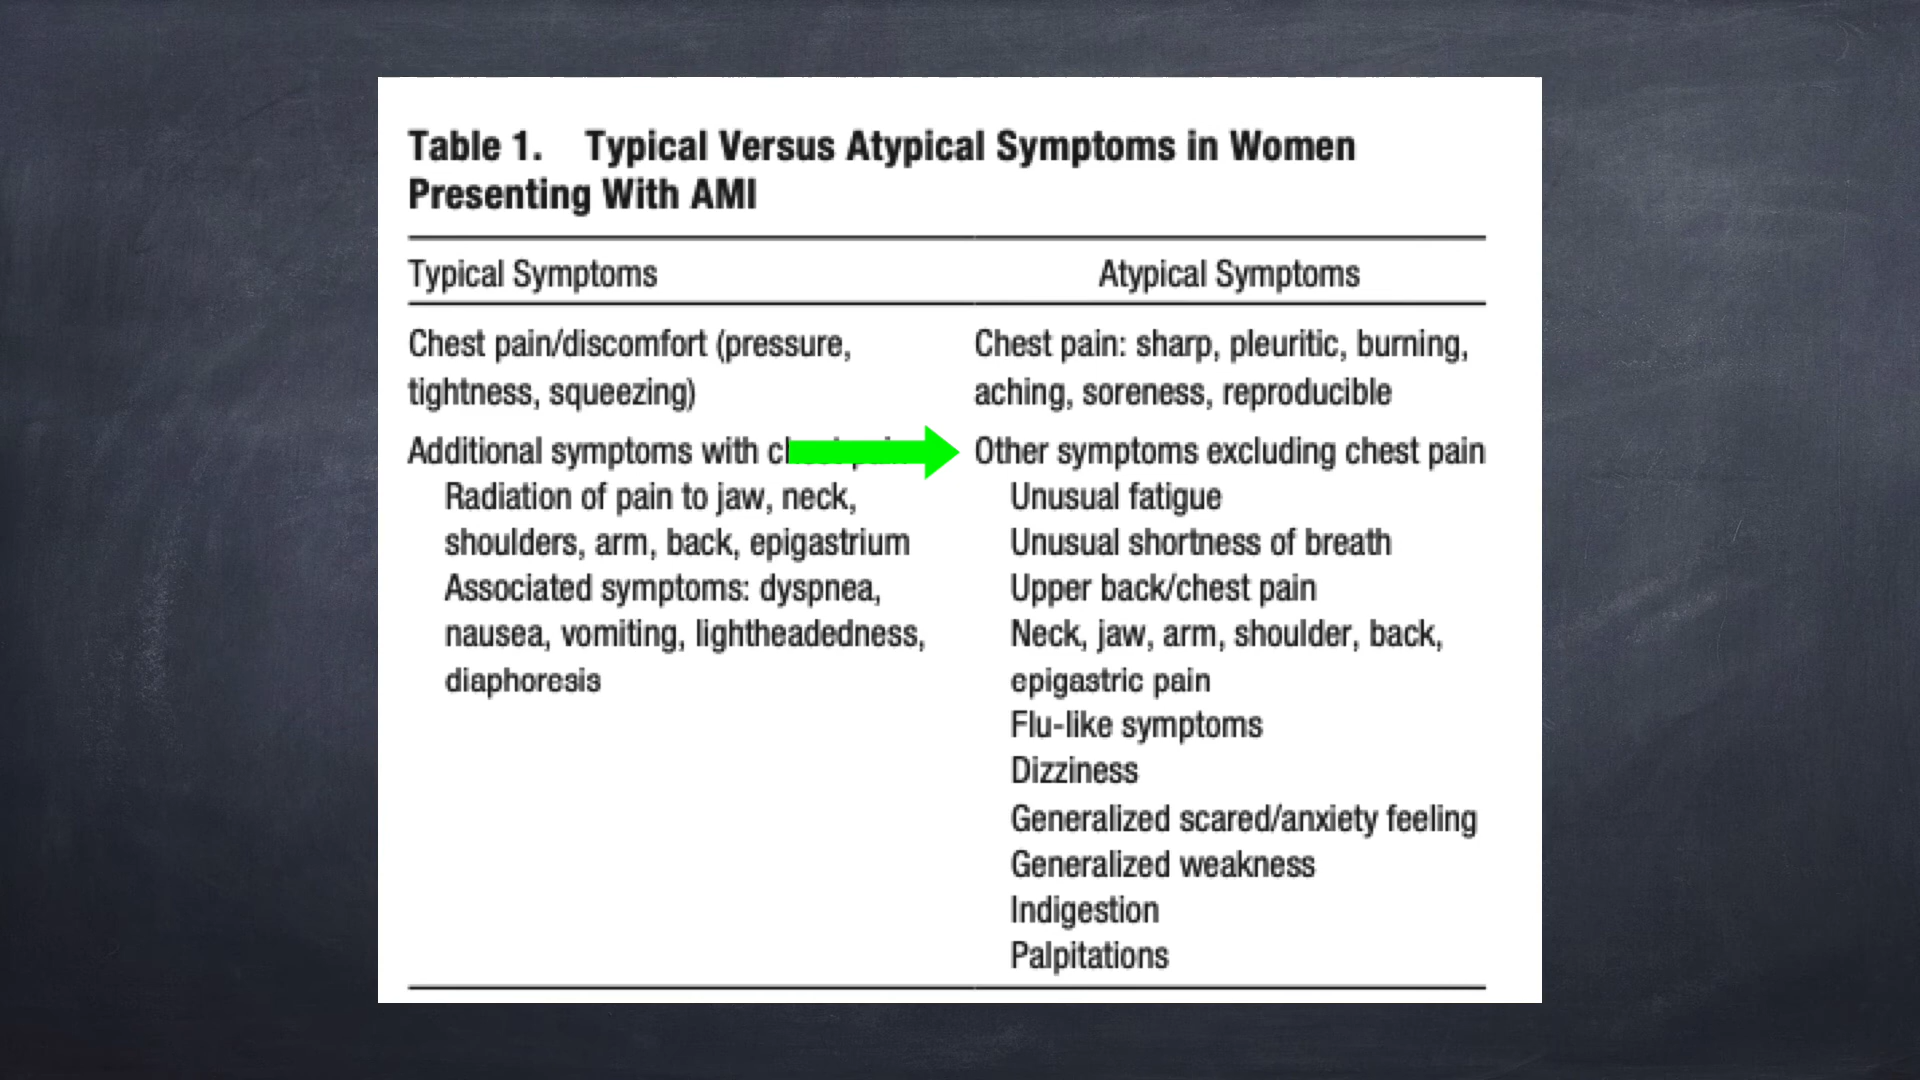 Table 1. Typical Versus Atypical Symptoms in Women
Presenting With AMI
Typical Symptoms
Atypical Symptoms
Chest pain/discomfort (pressure,
tightness, squeezing)
Additional symptoms with
Radiation of pain to jaw, neck,
shoulders, arm, back, epigastrium
Associated symptoms: dyspnea,
nausea, vomiting, lightheadedness,
diaphoresis
Chest pain: sharp, pleuritic, burning,
aching, soreness, reproducible
Other symptoms excluding chest pain
Unusual fatigue
Unusual shortness of breath
Upper back/chest pain
Neck, jaw, arm, shoulder, back,
epigastric pain
Flu-like symptoms
Dizziness
Generalized scared/anxiety feeling
Generalized weakness
Indigestion
Palpitations